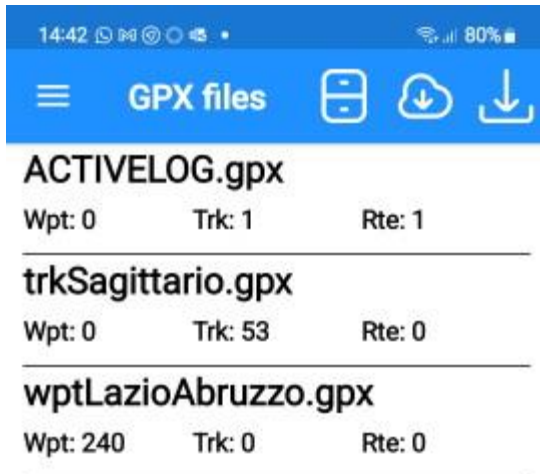 14:42 80%
GPX files
ACTIVELOG.gpx
Wpt: 0 Trk: 1 Rte: 1
trkSagittario.gpx
Wpt: 0 Trk: 53 Rte: 0
wptLazioAbruzzo.gpx
Wpt: 240 Trk: 0 Rte: 0